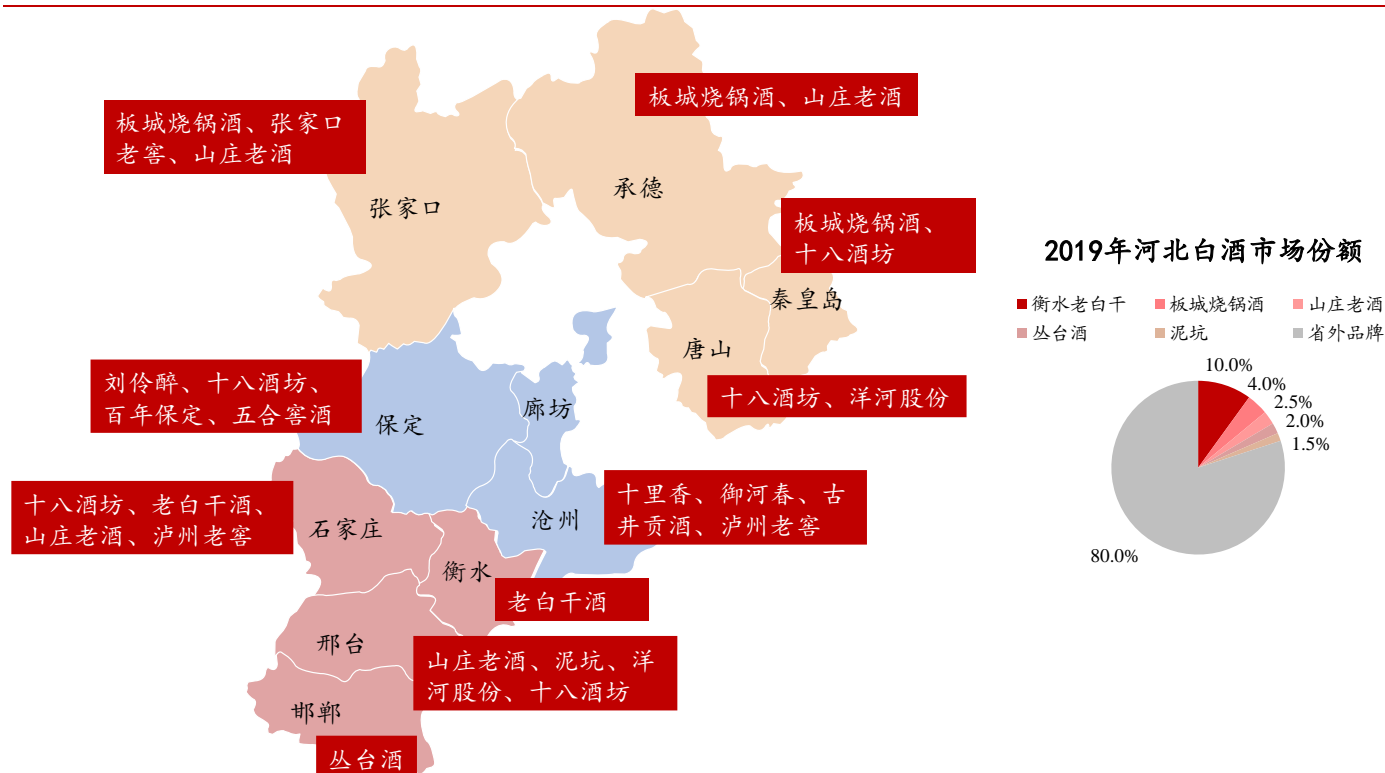 板城烧锅酒、山庄老酒
板城烧锅酒、张家口
老窖、山庄老酒
承德
张家口
板城烧锅酒、
十八酒坊
秦皇岛
唐山
十八酒坊、洋河股份
刘伶醉、十八酒坊、
百年保定、五合窖酒
保定
廊坊
十八酒坊、老白干酒、
山庄老酒、泸州老窖
石家庄
沧州
十里香、御河春、古
井贡酒、泸州老窖
衡水
老白干酒
邢台
山庄老酒、泥坑、洋
河股份、十八酒坊
邯郸
丛台酒
2019年河北白酒市场份额
衡水老白干 板城烧锅酒 山庄老酒
丛台酒 泥坑 省外品牌
10.0%
4.0%
2.5%
2.0%
1.5%
80.0%